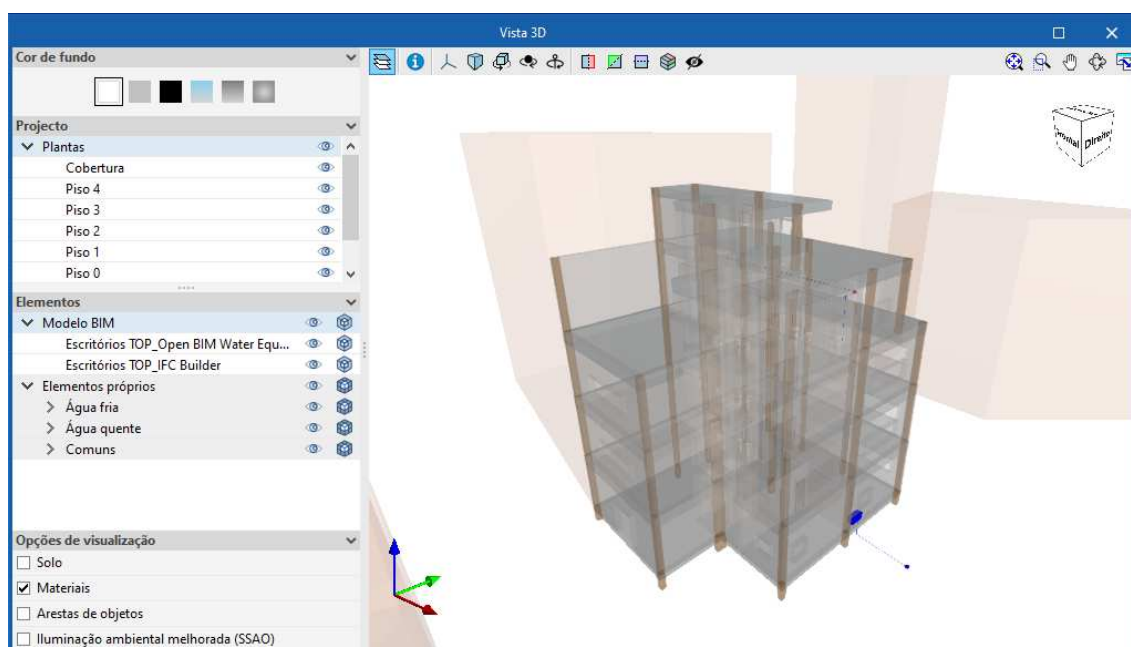 Vista 3D
Cor de fundo
Projecto
Plantas
Cobertura
Piso 4
Piso 3
Piso 2
Piso 1
Piso 0
Elementos
Modelo BIM
Escritórios TOP_Open BIM Water Equ...
Escritórios TOP_IFC Builder
Elementos próprios
Água fria
Água quente
Comuns
Opções de visualização
Solo
Materiais
Arestas de objetos
Iluminação ambiental melhorada (SSAO)
Direito